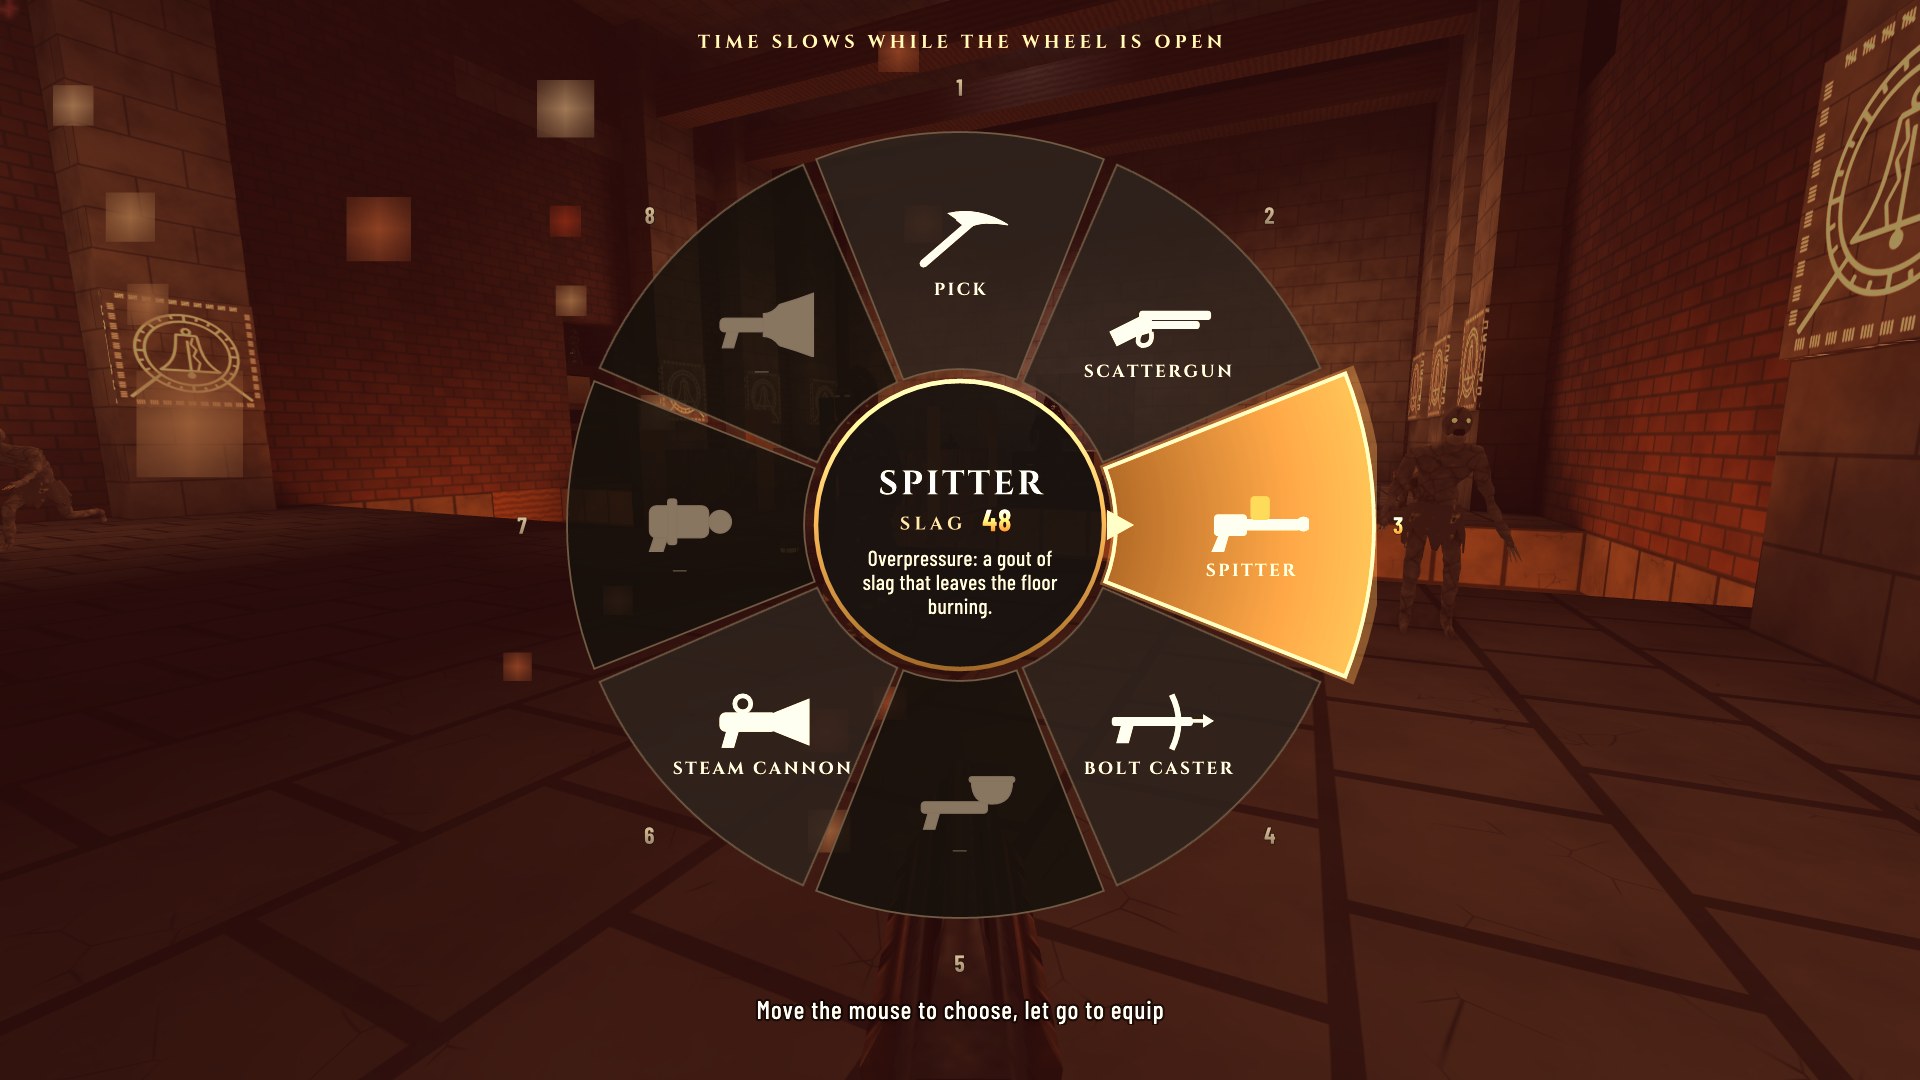 TIME SLOWS WHILE THE WHEEL IS OPEN
1
8
2
PICK
SCATTERGUN
SPITTER
SLAG 48
Overpressure: a gout of
slag that leaves the floor
burning.
7
3
SPITTER
STEAM CANNON
BOLT CASTER
6
4
5
Move the mouse to choose, let go to equip